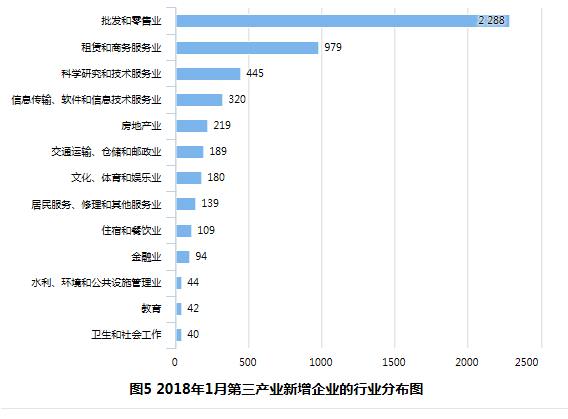 批发和零售业 2 288
租赁和商务服务业 979
科学研究和技术服务业 445
信息传输、软件和信息技术服务业 320
房地产业 219
交通运输、仓储和邮政业 189
文化、体育和娱乐业 180
居民服务、修理和其他服务业 139
住宿和餐饮业 109
金融业 94
水利、环境和公共设施管理业 44
教育 42
卫生和社会工作 40
0 500 1000 1500 2000 2500
图5 2018年1月第三产业新增企业的行业分布图